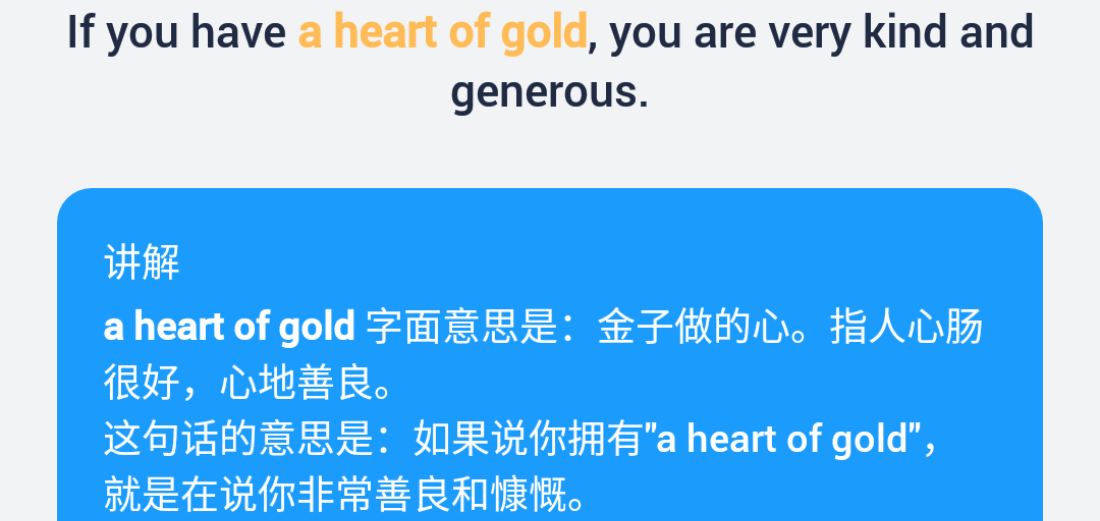 If you have a heart of gold, you are very kind and
generous.
讲解
a heart of gold 字面意思是：金子做的心。指人心肠
很好，心地善良。
这句话的意思是：如果说你拥有"a heart of gold"，
就是在说你非常善良和慷慨。